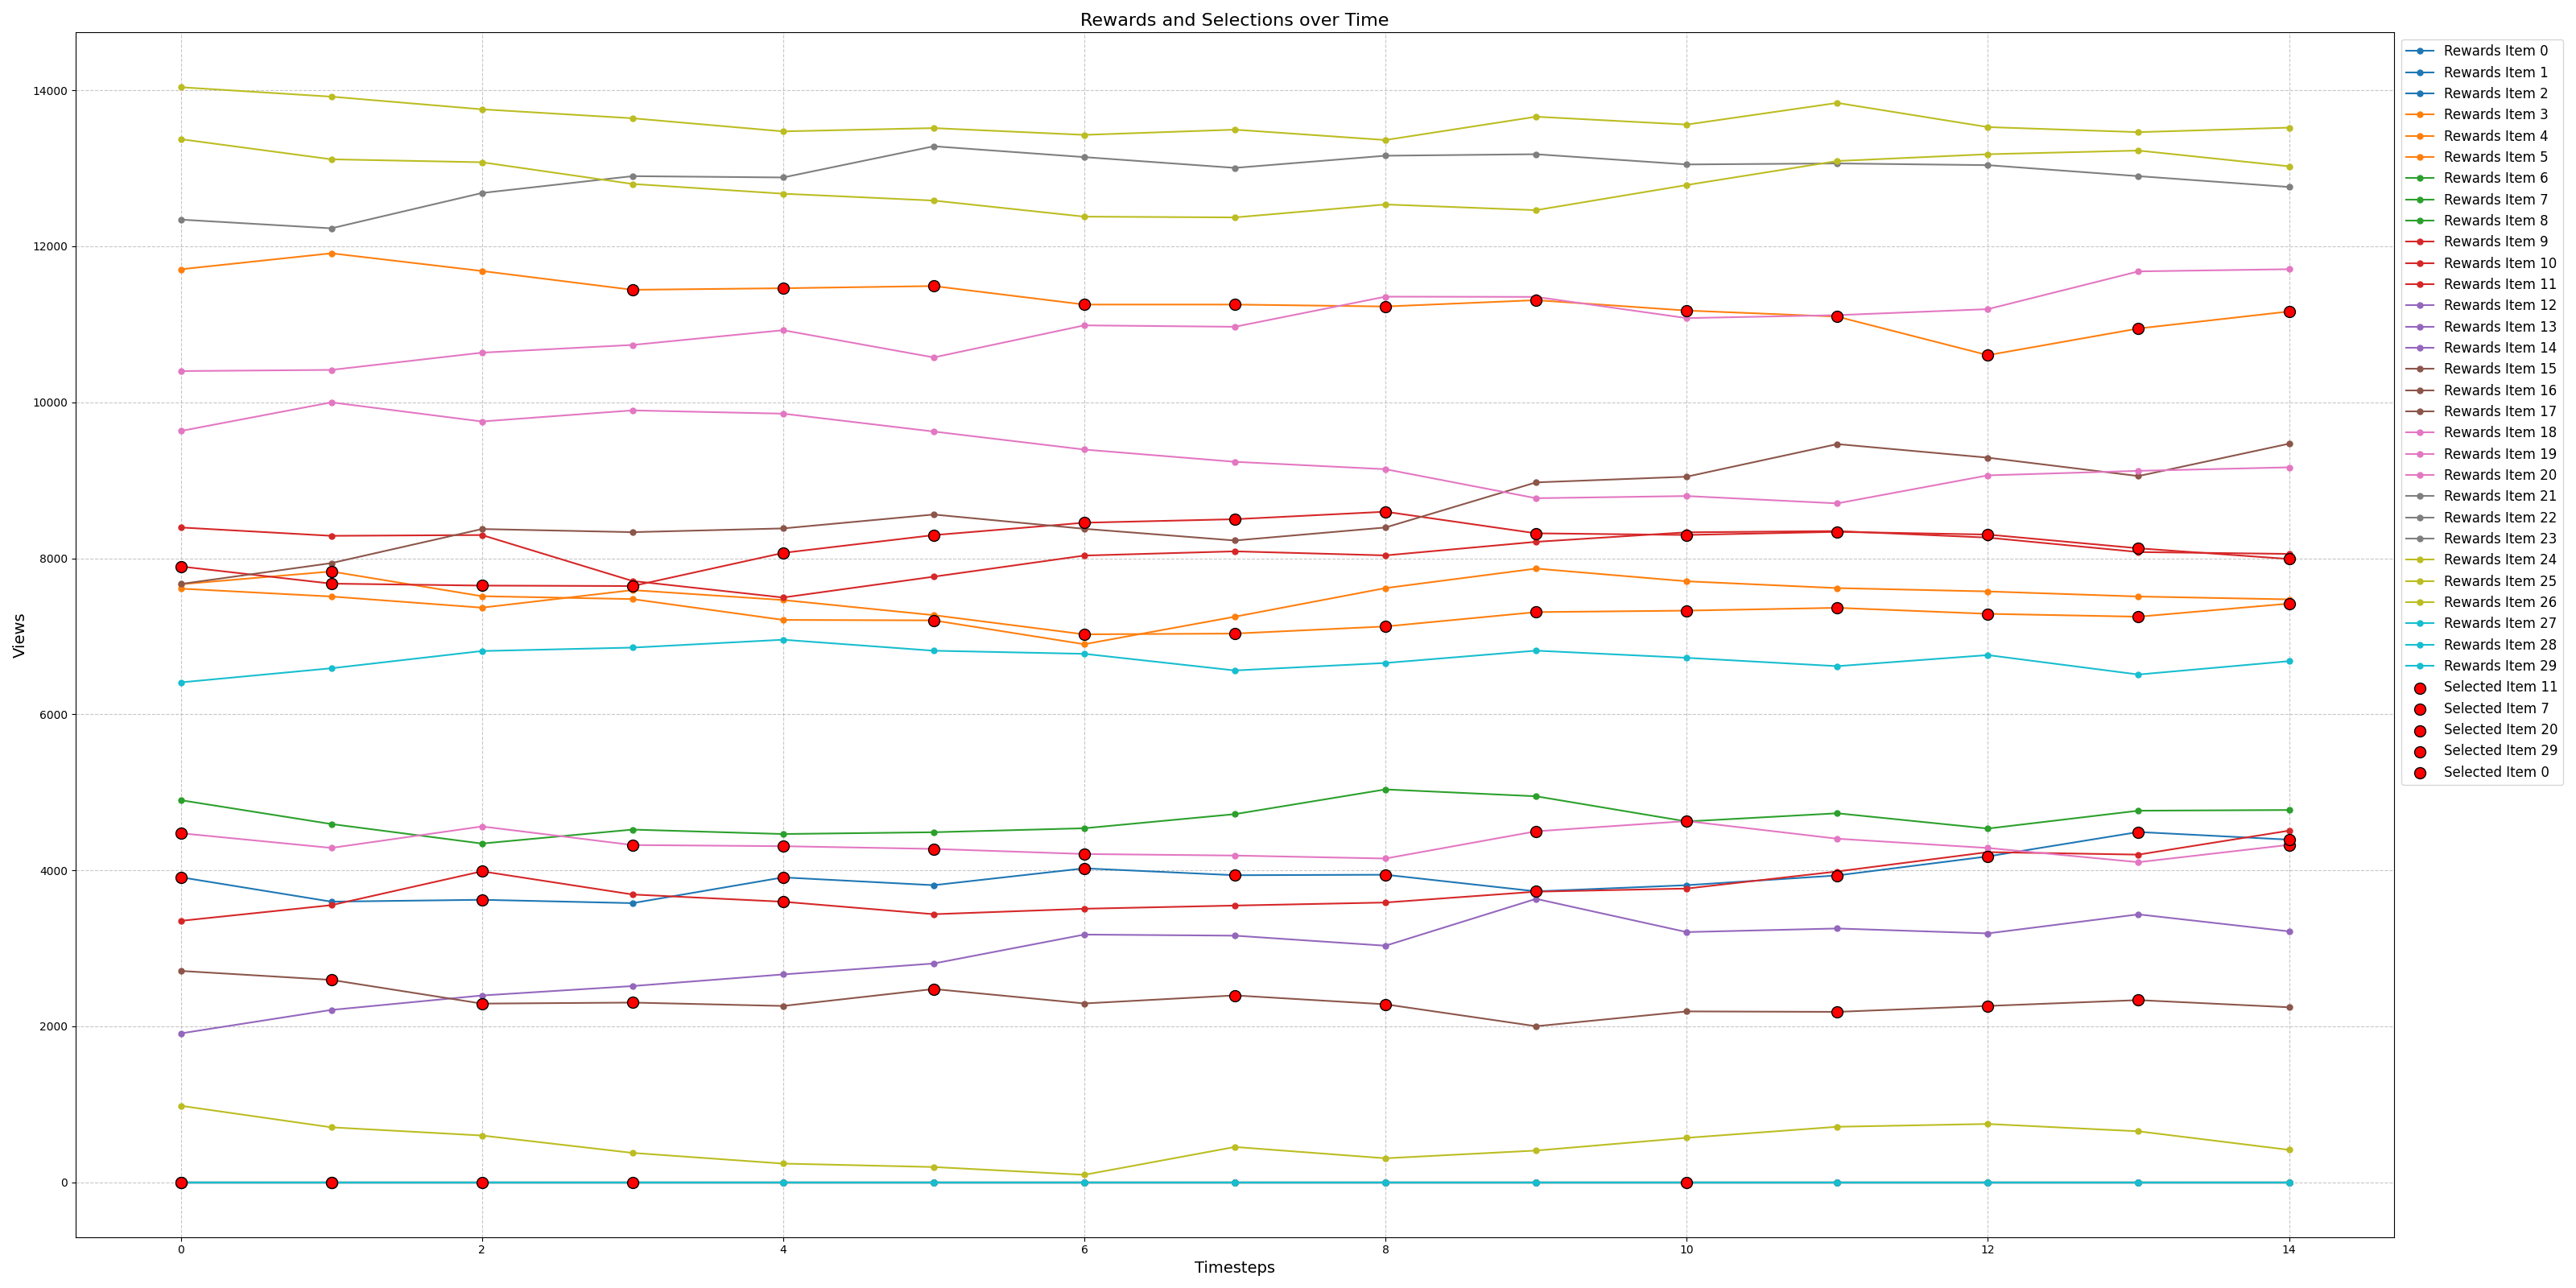 Rewards and Selections over Time
Views
14000
12000
10000
8000
6000
4000
2000
0
0 2 4 6 8 10 12 14
Timesteps
Rewards Item 0
Rewards Item 1
Rewards Item 2
Rewards Item 3
Rewards Item 4
Rewards Item 5
Rewards Item 6
Rewards Item 7
Rewards Item 8
Rewards Item 9
Rewards Item 10
Rewards Item 11
Rewards Item 12
Rewards Item 13
Rewards Item 14
Rewards Item 15
Rewards Item 16
Rewards Item 17
Rewards Item 18
Rewards Item 19
Rewards Item 20
Rewards Item 21
Rewards Item 22
Rewards Item 23
Rewards Item 24
Rewards Item 25
Rewards Item 26
Rewards Item 27
Rewards Item 28
Rewards Item 29
Selected Item 11
Selected Item 7
Selected Item 20
Selected Item 29
Selected Item 0